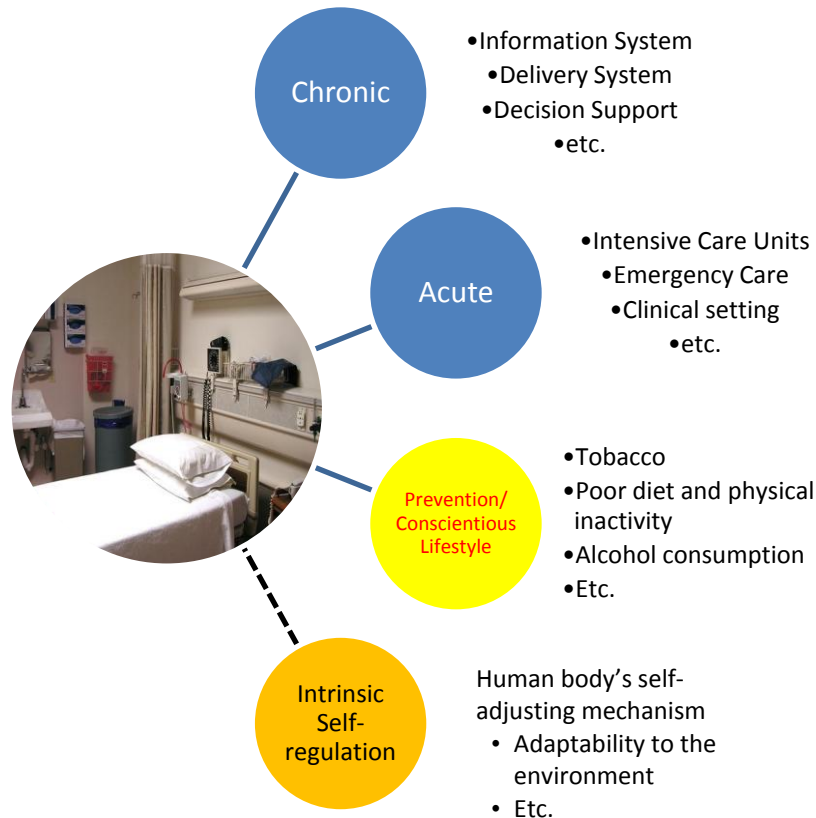 Chronic
•Information System
•Delivery System
•Decision Support
•etc.
Acute
•Intensive Care Units
•Emergency Care
•Clinical setting
•etc.
Prevention/
Conscientious
Lifestyle
•Tobacco
•Poor diet and physical
inactivity
•Alcohol consumption
•Etc.
Intrinsic
Self-
regulation
Human body’s self-
adjusting mechanism
• Adaptability to the
environment
• Etc.